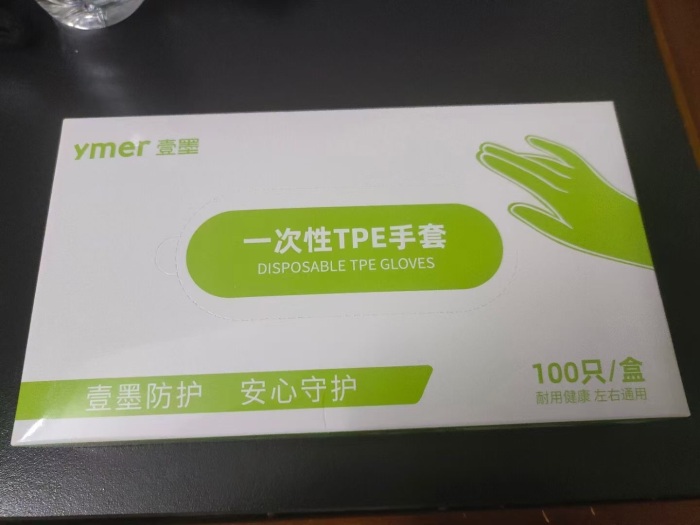 ymer 壹墨
一次性TPE手套
DISPOSABLE TPE GLOVES
壹墨防护 安心守护
100只/盒
耐用健康 左右通用